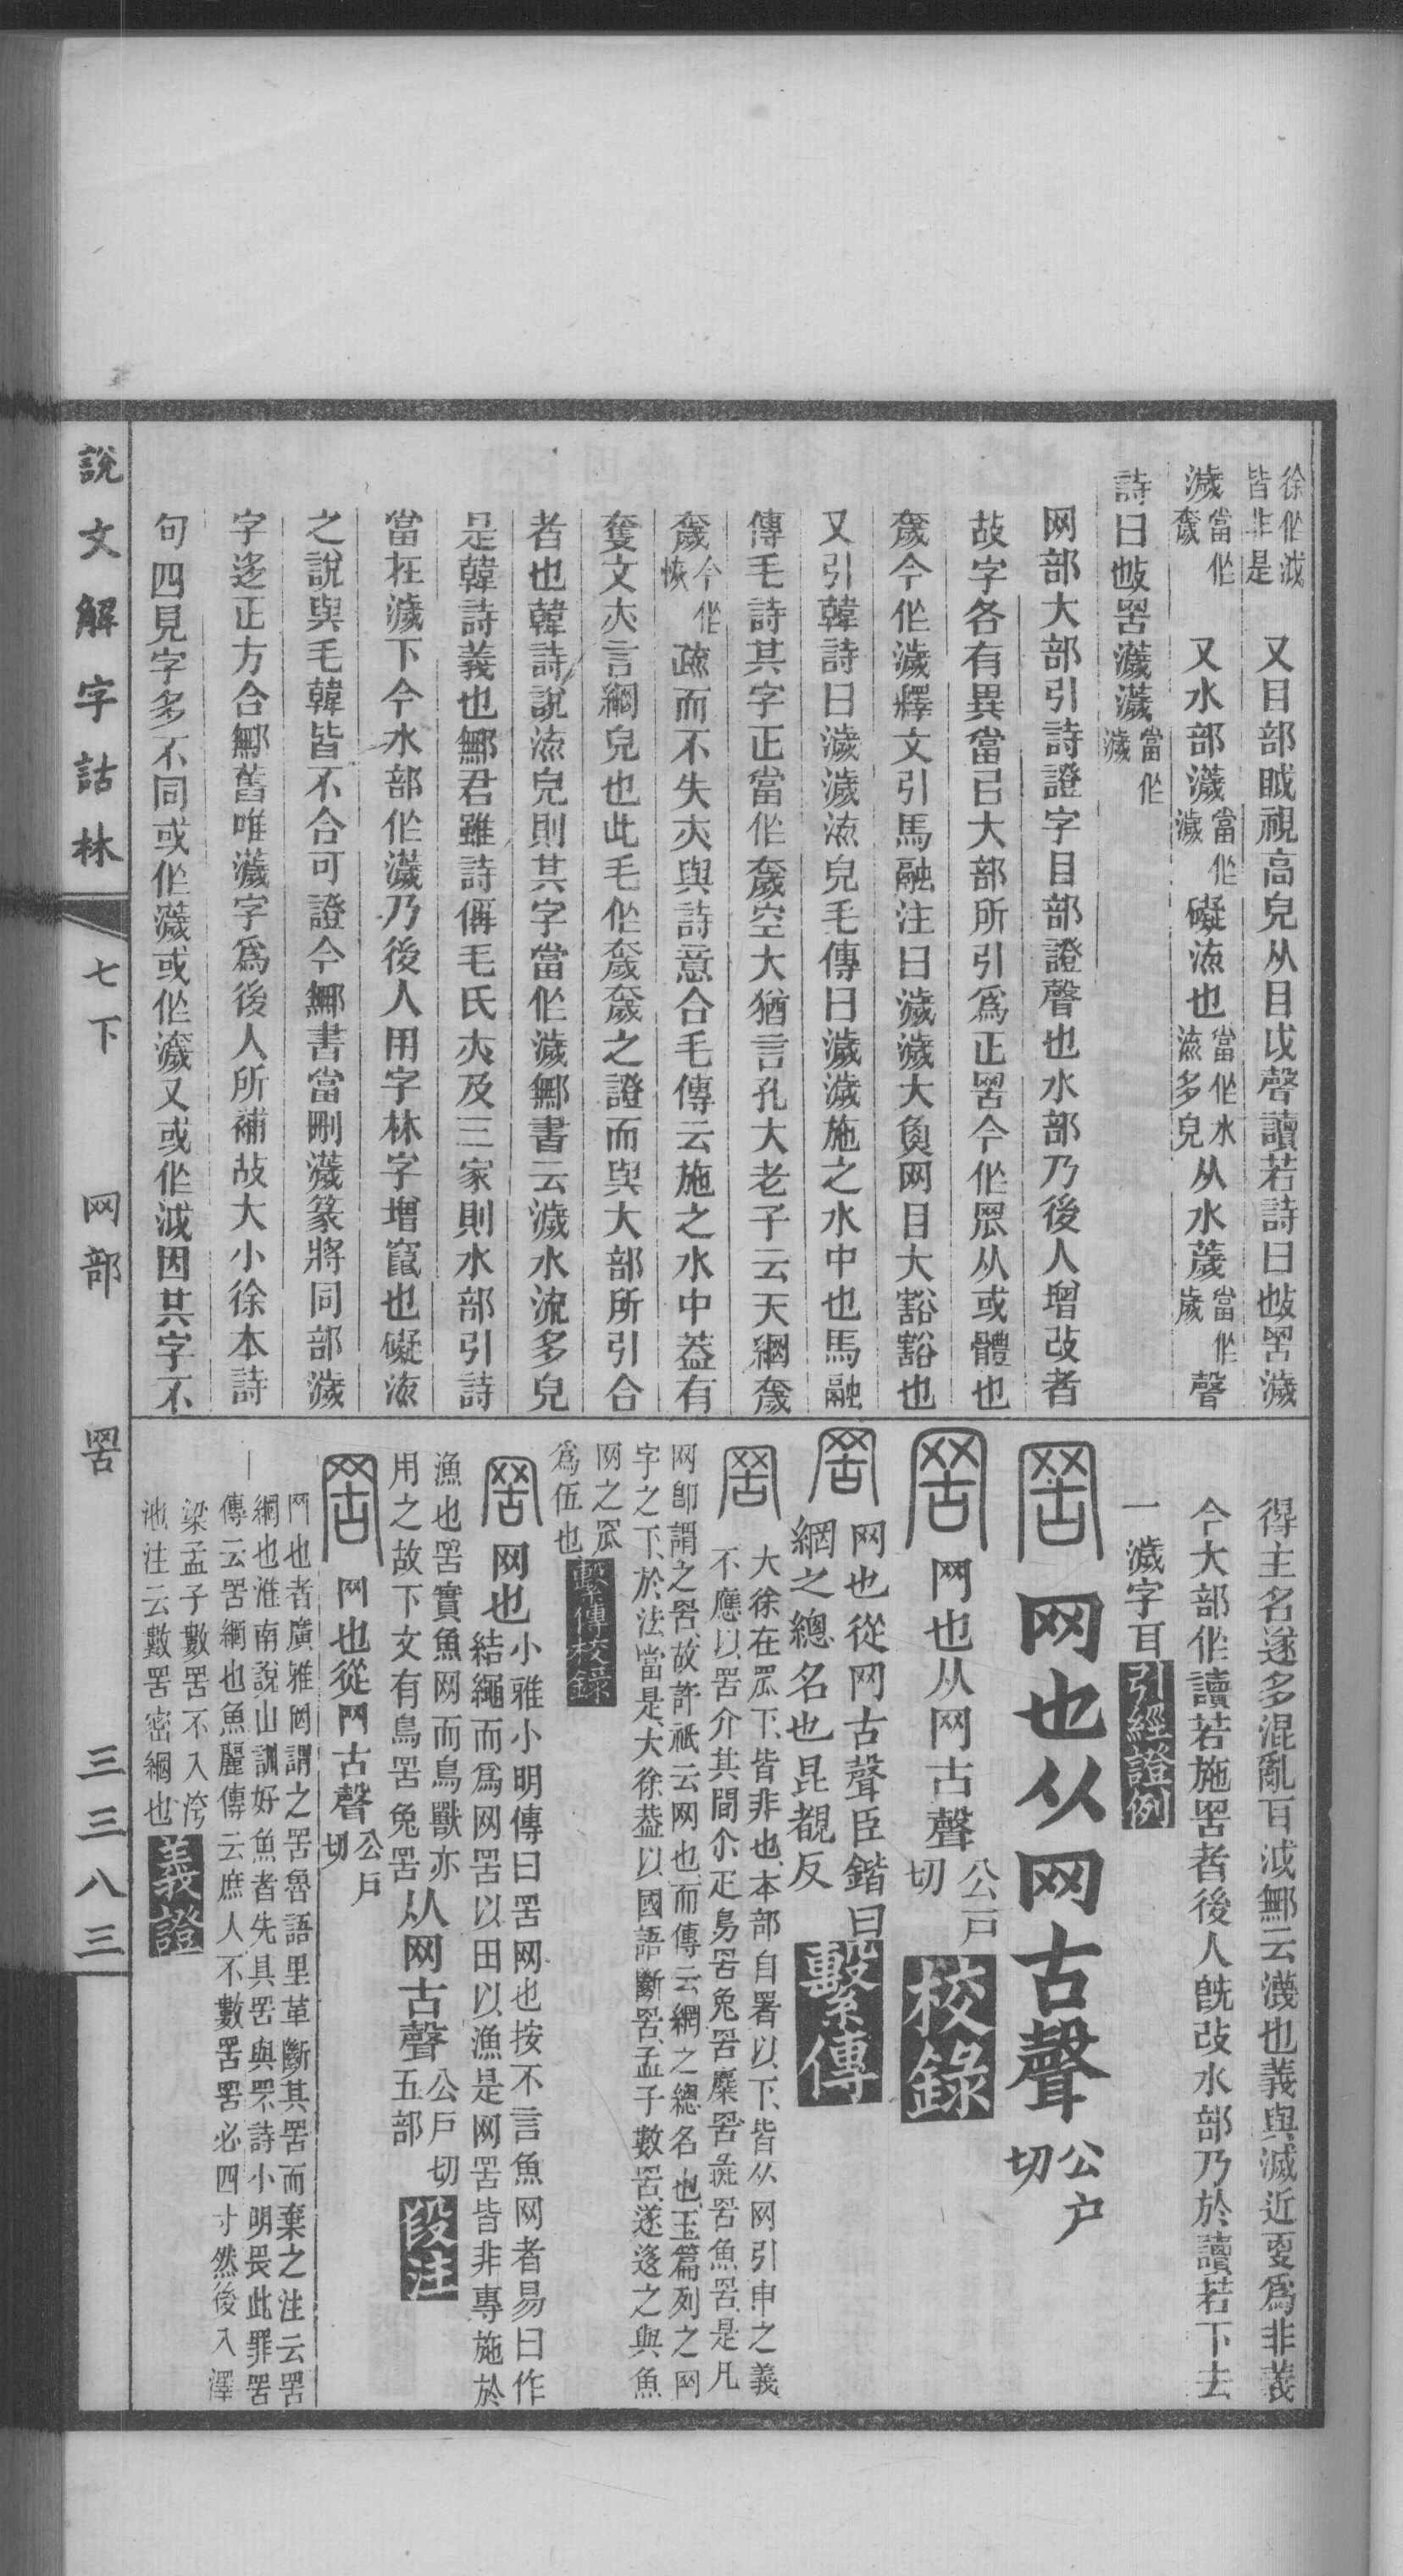 徐作泧
皆非是
又目部䀕視高皃从目戉聲讀若詩曰施罟濊
濊
當作
奯
又水部瀎
當作
濊
礙流也
當作水
流多皃
从水薉
當作
歲
聲
詩曰施罟濊濊
當作
濊
网部大部引詩證字目部證聲也水部乃後人增改者
故字各有異當㠯大部所引爲正罟今作罛从或體也
奯今作濊釋文引馬融注曰濊濊大魚网目大豁豁也
又引韓詩曰濊濊流皃毛傳曰濊濊施之水中也馬融
傳毛詩其字正當作奯空大猶言孔大老子云天網奯
奯
今作
恢
疏而不失亦與詩意合毛傳云施之水中葢有
奪文亦言網皃也此毛作奯奯之證而與大部所引合
者也韓詩說流皃則其字當作濊鄦書云濊水流多皃
是韓詩義也鄦君雖詩偁毛氏亦及三家則水部引詩
當在濊下今水部作濊乃後人用字林字增竄也礙流
之說與毛韓皆不合可證今鄦書當刪濊篆將同部濊
字迻正方合鄦舊唯濊字爲後人所補故大小徐本詩
句四見字多不同或作濊或作奯又或作泧因其字不
得主名遂多混亂百泧鄦云瀎也義與滅近叓爲非義
今大部作讀若施罟者後人旣改水部乃於讀若下去
一濊字耳
引經證例
罟
网也从网古聲
公户
切
罟
网也从网古聲
公戸
切
校錄
罟
网也從网古聲臣鍇曰
網之總名也昆覩反
繫傳
罟
大徐在罛下皆非也本部自署以下皆从网引申之義
不應以罟介其間尒疋鳥罟兔罟麋罟彘罟魚罟是凡
网卽謂之罟故許祇云网也而傳云網之總名也玉篇列之网
字之下於法當是大徐葢以國語斷罟孟子數罟遂迻之與魚
网之罛
爲伍也
繫傳校錄
罟
网也
小雅小明傳曰罟网也按不言魚网者易曰作
結繩而爲网罟以田以漁是网罟皆非專施於
漁也罟實魚网而鳥獸亦
用之故下文有鳥罟兔罟
从网古聲
公戶切
五部
段注
罟
网也從网古聲
公戶
切
网也者廣雅罔謂之罟魯語里革斷其罟而棄之注云罟
網也淮南說山訓好魚者先具罟與罘詩小明畏此罪罟
傳云罟網也魚麗傳云庶人不數罟罟必四寸然後入澤
梁孟子數罟不入洿
池注云數罟密網也
義證
說文解字詁林
七下
网部
罟
三三八三